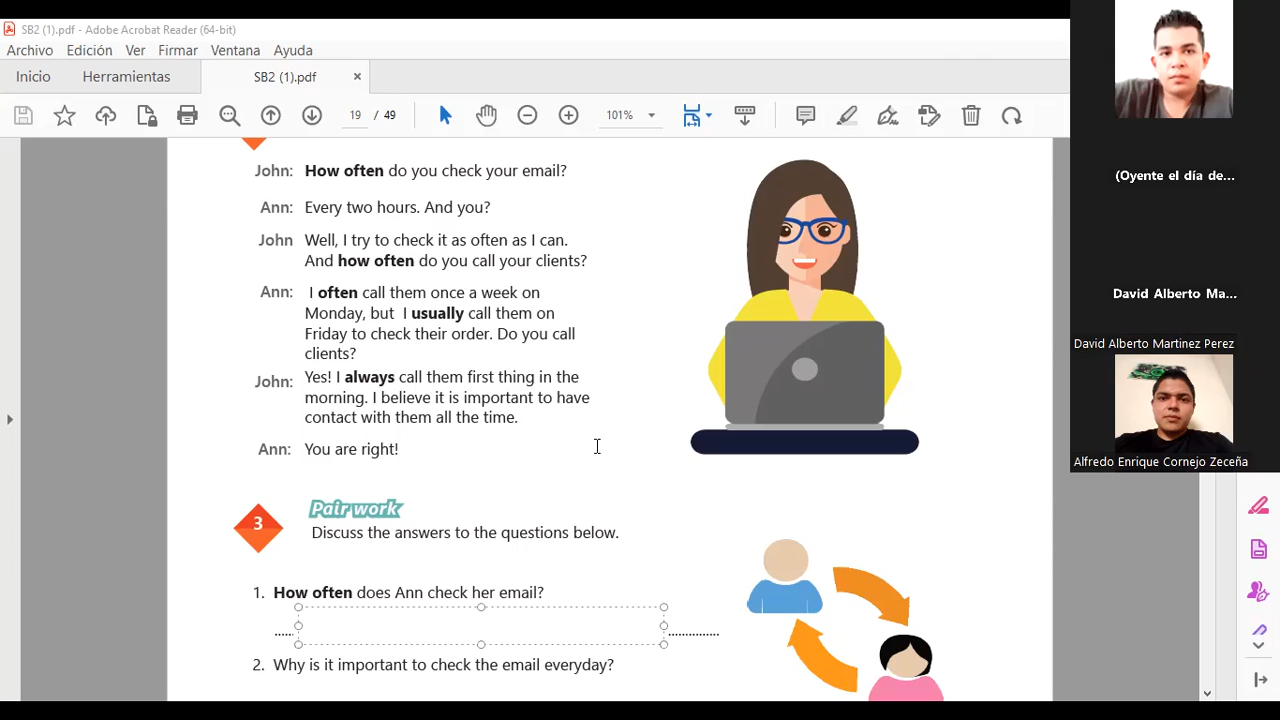 SB2 (1).pdf - Adobe Acrobat Reader (64-bit)
Archivo Edición Ver Firmar Ventana Ayuda
Inicio Herramientas SB2 (1).pdf ×
19 / 49 101%
John: How often do you check your email?
Ann: Every two hours. And you?
John Well, I try to check it as often as I can.
And how often do you call your clients?
Ann: I often call them once a week on
Monday, but I usually call them on
Friday to check their order. Do you call
clients?
John: Yes! I always call them first thing in the
morning. I believe it is important to have
contact with them all the time.
Ann: You are right!
3 Pair work
Discuss the answers to the questions below.
1. How often does Ann check her email?
2. Why is it important to check the email everyday?
(Oyente el día de...
David Alberto Ma...
David Alberto Martinez Perez
Alfredo Enrique Cornejo Zeceña